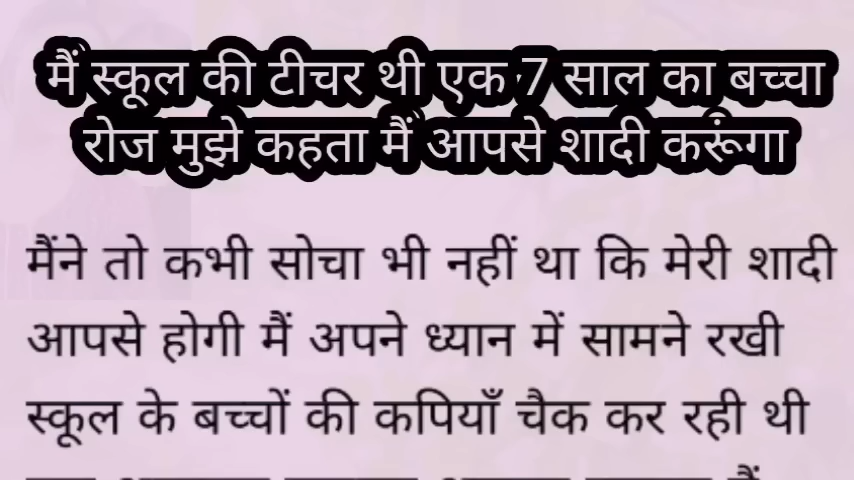 मैं स्कूल की टीचर थी एक 7 साल का बच्चा
रोज मुझे कहता मैं आपसे शादी करूंगा
मैंने तो कभी सोचा भी नहीं था कि मेरी शादी
आपसे होगी मैं अपने ध्यान में सामने रखी
स्कूल के बच्चों की कपियाँ चैक कर रही थी